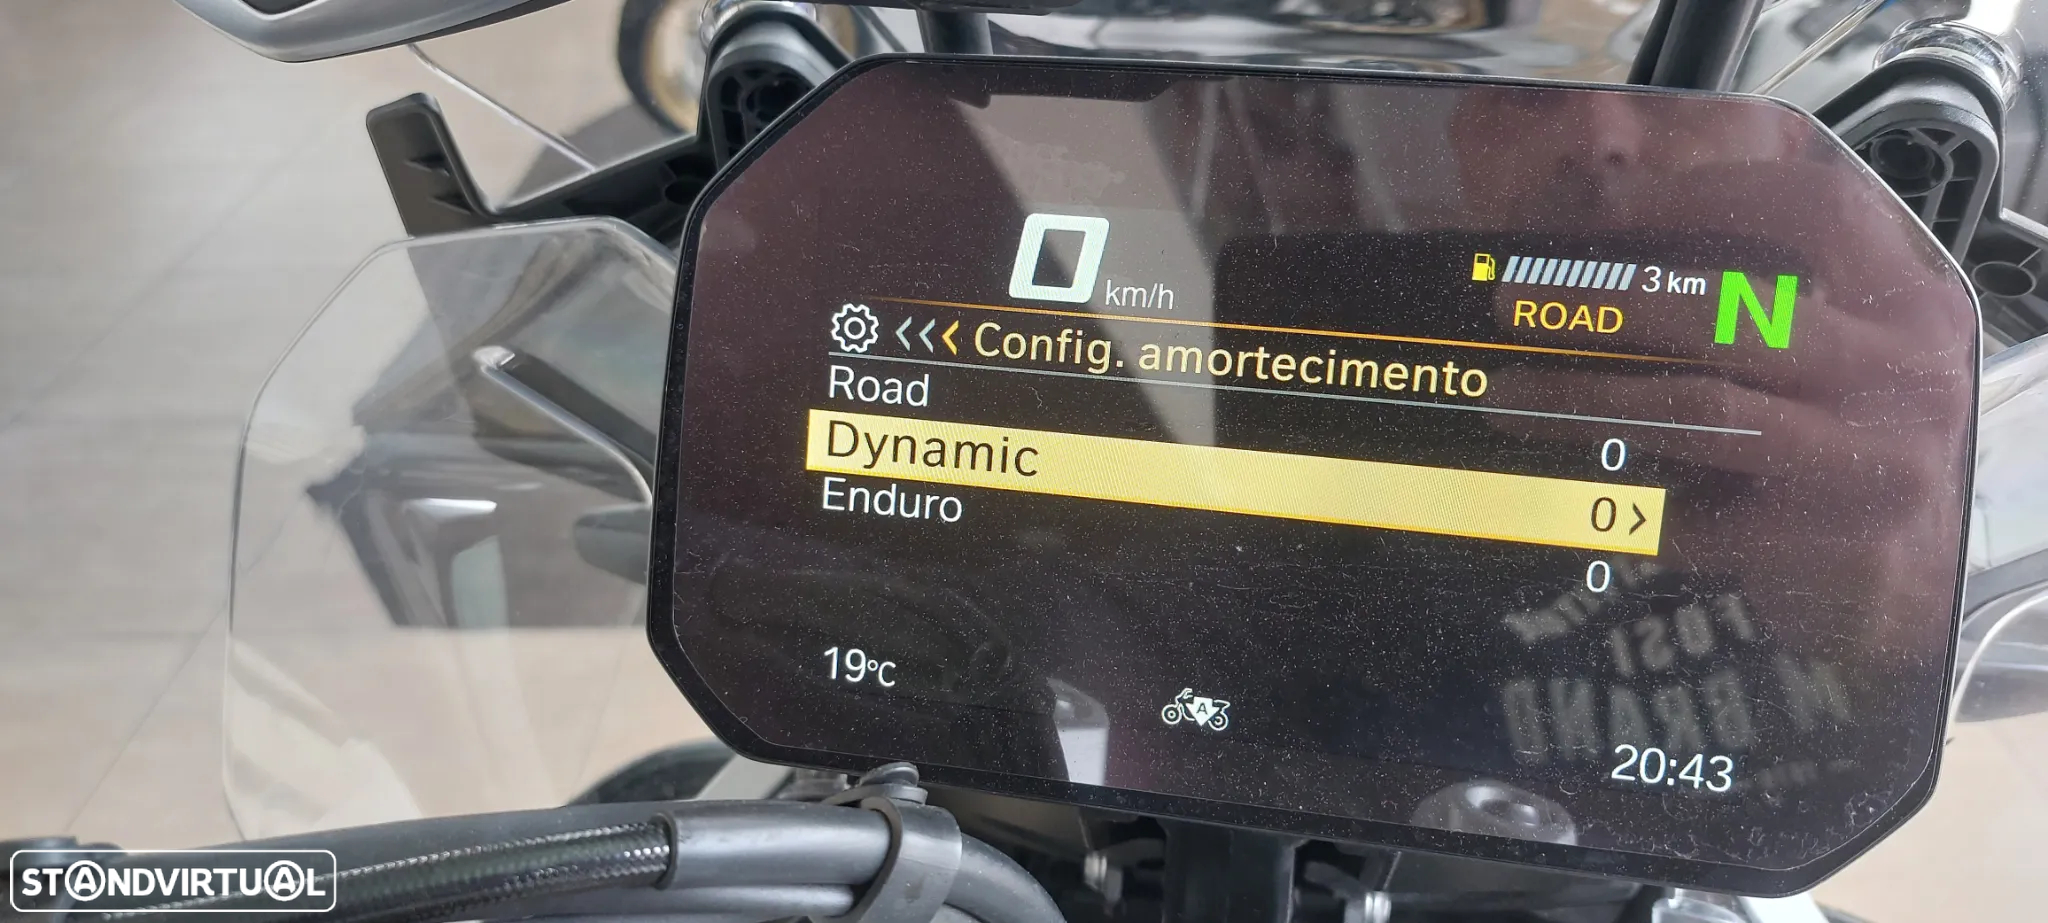 0 km/h
3 km
ROAD
N
Config. amortecimento
Road 0
Dynamic 0
Enduro 0
19°C
A
20:43
STANDVIRTUAL